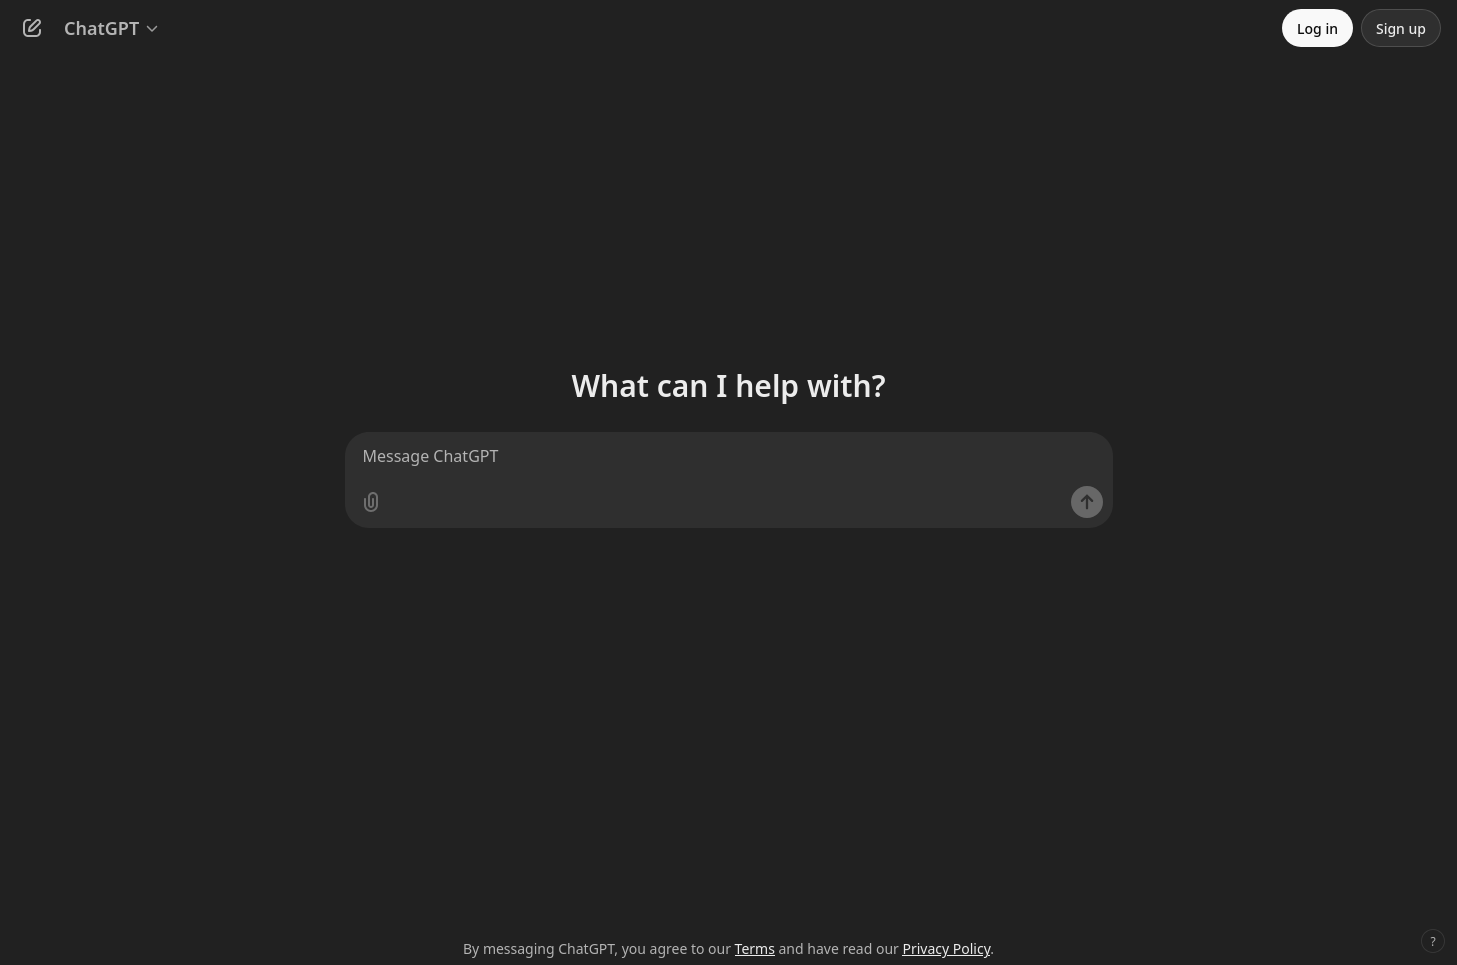 ChatGPT
Log in
Sign up
What can I help with?
Message ChatGPT
By messaging ChatGPT, you agree to our Terms and have read our Privacy Policy.
?